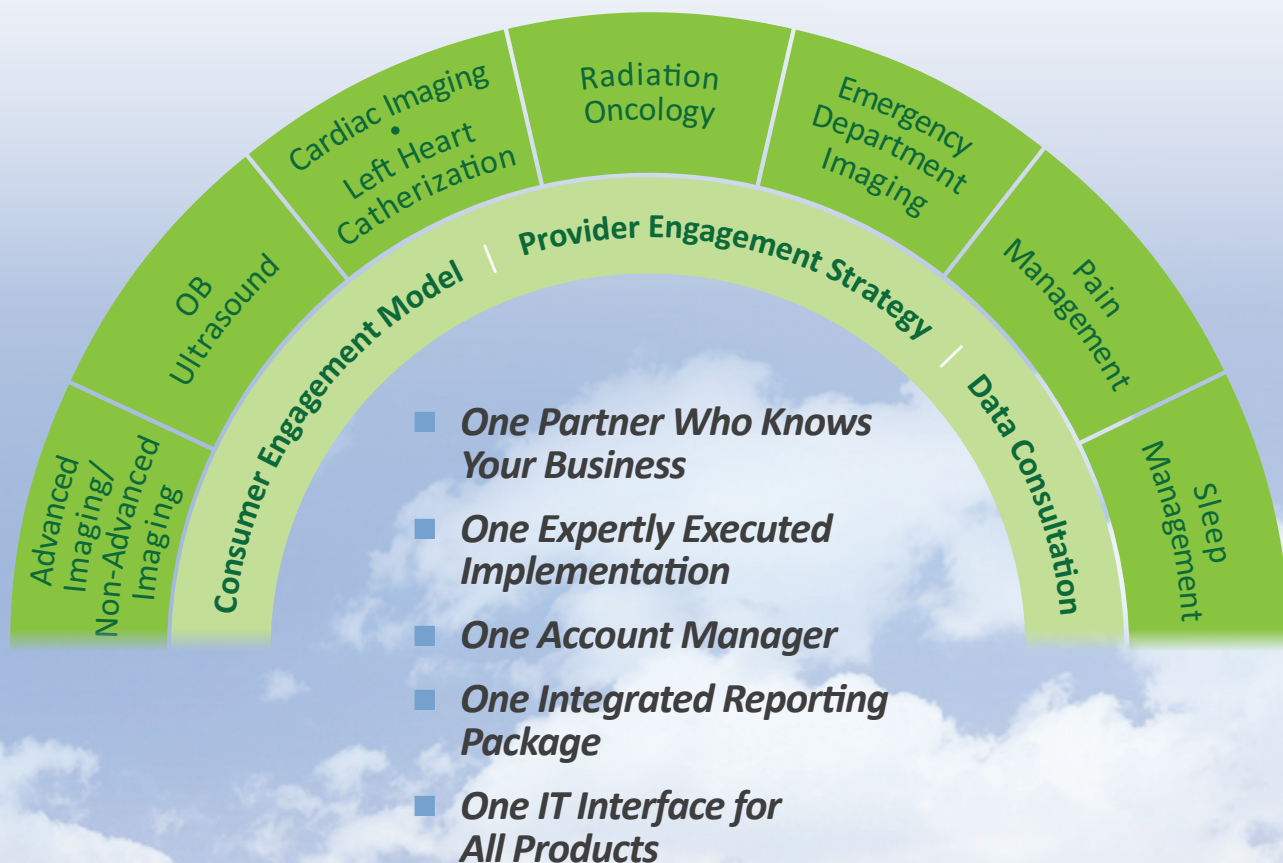 Advanced
Imaging/
Non-Advanced
Imaging
OB
Ultrasound
Cardiac Imaging
•
Left Heart
Catherization
Radiation
Oncology
Emergency
Department
Imaging
Pain
Management
Sleep
Management
Consumer Engagement Model | Provider Engagement Strategy | Data Consultation
■ One Partner Who Knows
Your Business
■ One Expertly Executed
Implementation
■ One Account Manager
■ One Integrated Reporting
Package
■ One IT Interface for
All Products